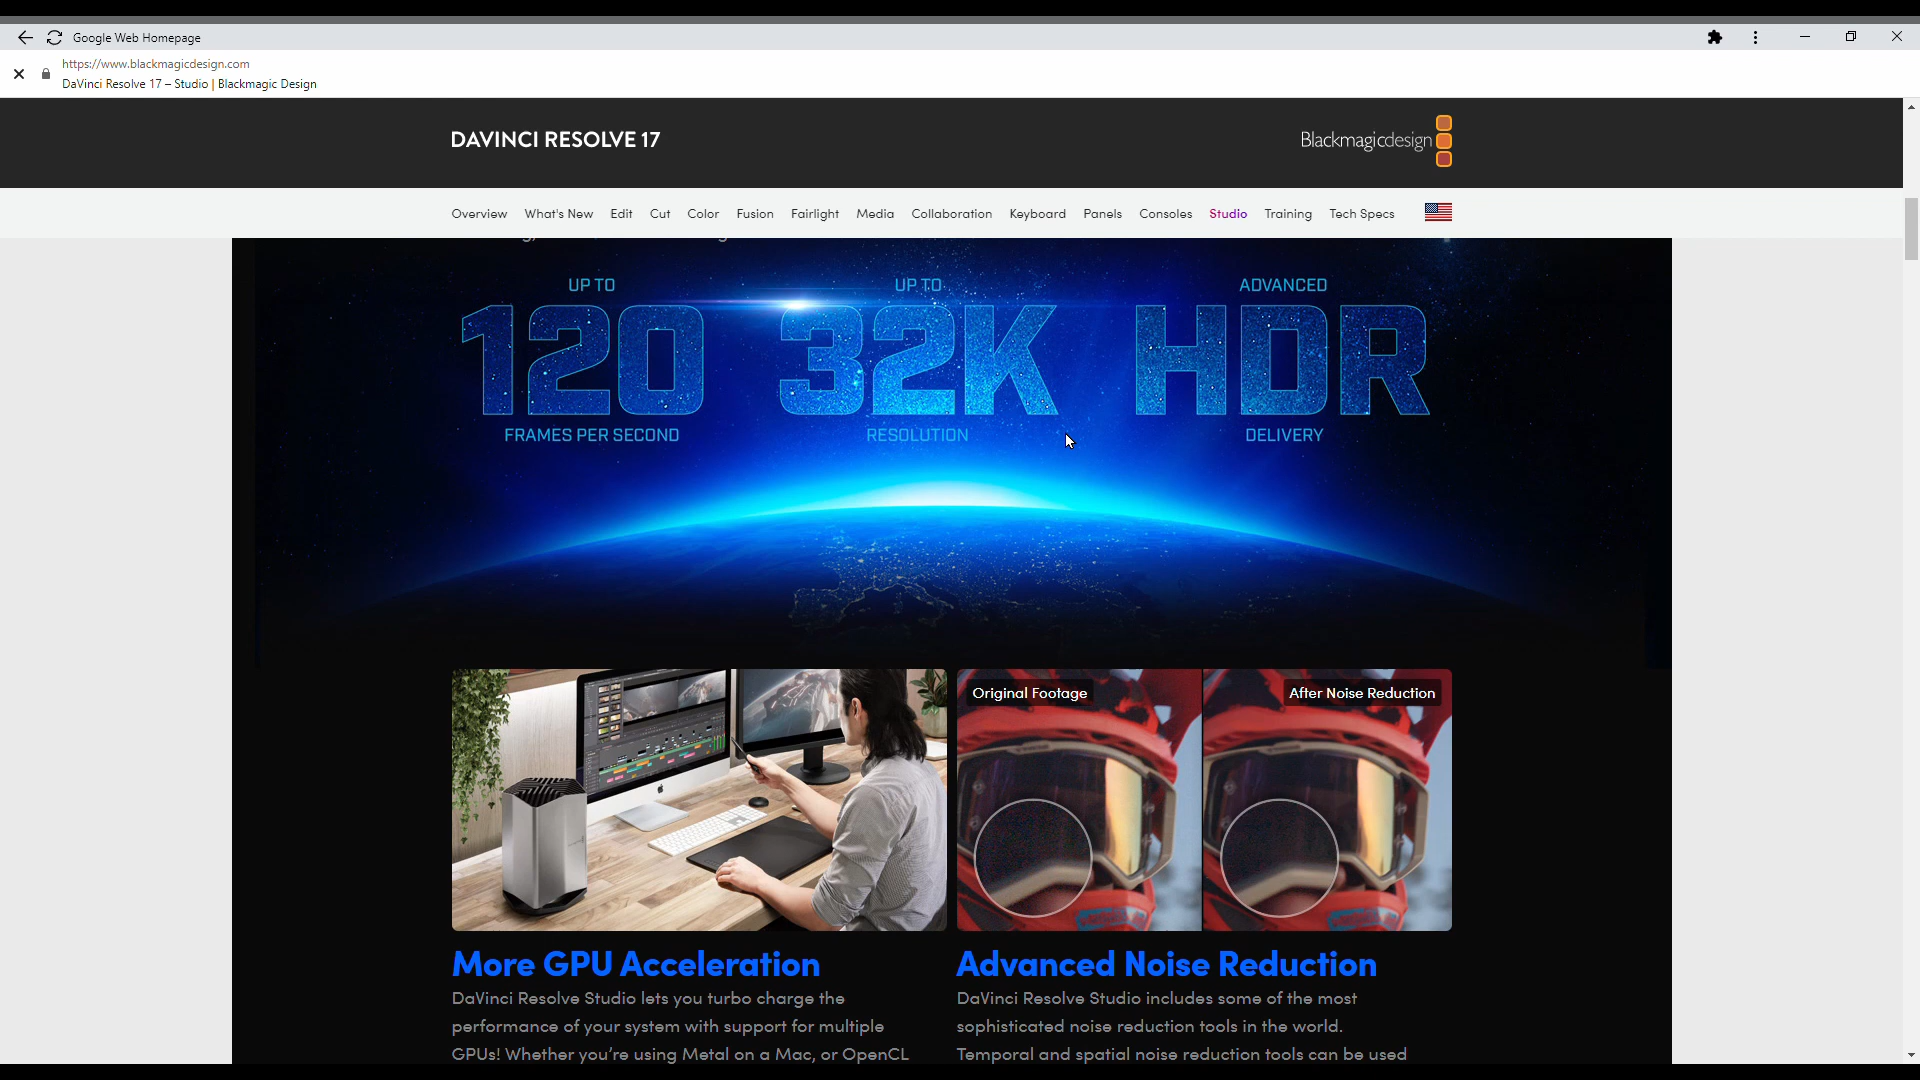 Google Web Homepage
https://www.blackmagicdesign.com
DaVinci Resolve 17 – Studio | Blackmagic Design
DAVINCI RESOLVE 17
Blackmagicdesign
Overview What's New Edit Cut Color Fusion Fairlight Media Collaboration Keyboard Panels Consoles Studio Training Tech Specs
UP TO
120
FRAMES PER SECOND
UP TO
32K
RESOLUTION
ADVANCED
HDR
DELIVERY
Original Footage
After Noise Reduction
More GPU Acceleration
DaVinci Resolve Studio lets you turbo charge the
performance of your system with support for multiple
GPUs! Whether you’re using Metal on a Mac, or OpenCL
Advanced Noise Reduction
DaVinci Resolve Studio includes some of the most
sophisticated noise reduction tools in the world.
Temporal and spatial noise reduction tools can be used